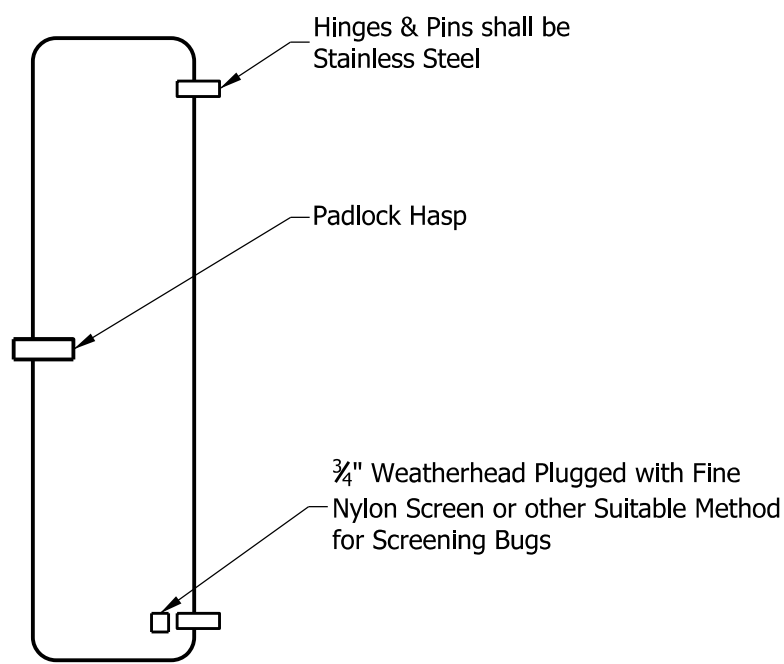 Hinges & Pins shall be
Stainless Steel
Padlock Hasp
¾" Weatherhead Plugged with Fine
Nylon Screen or other Suitable Method
for Screening Bugs